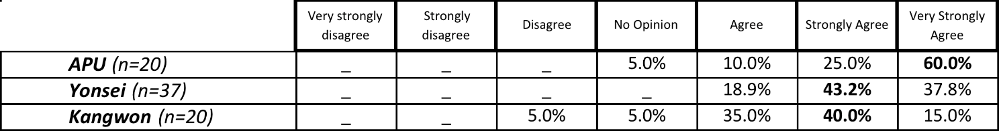 Very strongly disagree Strongly disagree Disagree No Opinion Agree Strongly Agree Very Strongly Agree
APU (n=20) _ _ _ 5.0% 10.0% 25.0% 60.0%
Yonsei (n=37) _ _ _ _ 18.9% 43.2% 37.8%
Kangwon (n=20) _ _ 5.0% 5.0% 35.0% 40.0% 15.0%